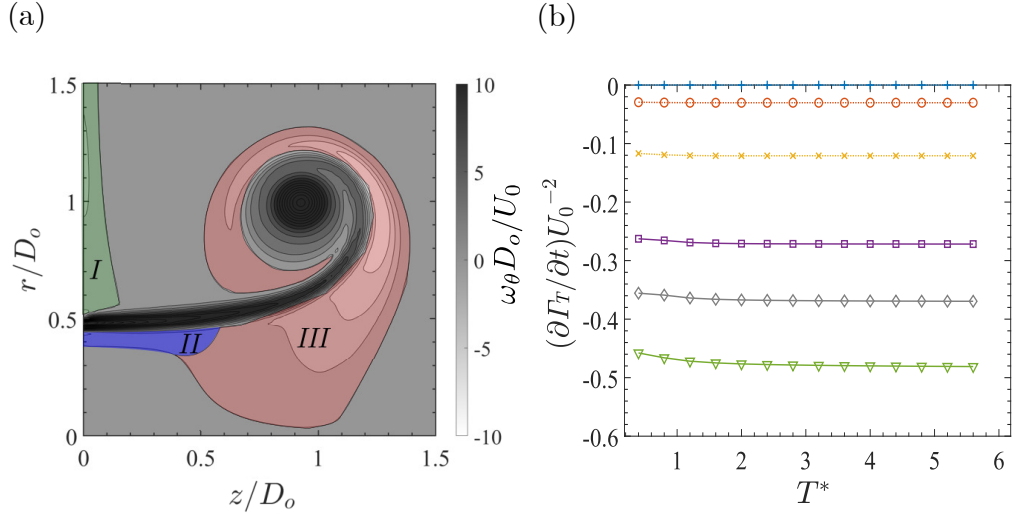 (a)
(b)
1.5
1
0.5
0
r/D_o
0
0.5
1
1.5
z/D_o
I
II
III
10
5
0
-5
-10
ω_θ D_o/U_0
0
-0.1
-0.2
-0.3
-0.4
-0.5
-0.6
(∂Γ_T/∂t)U_0^{-2}
1
2
3
4
5
6
T^*